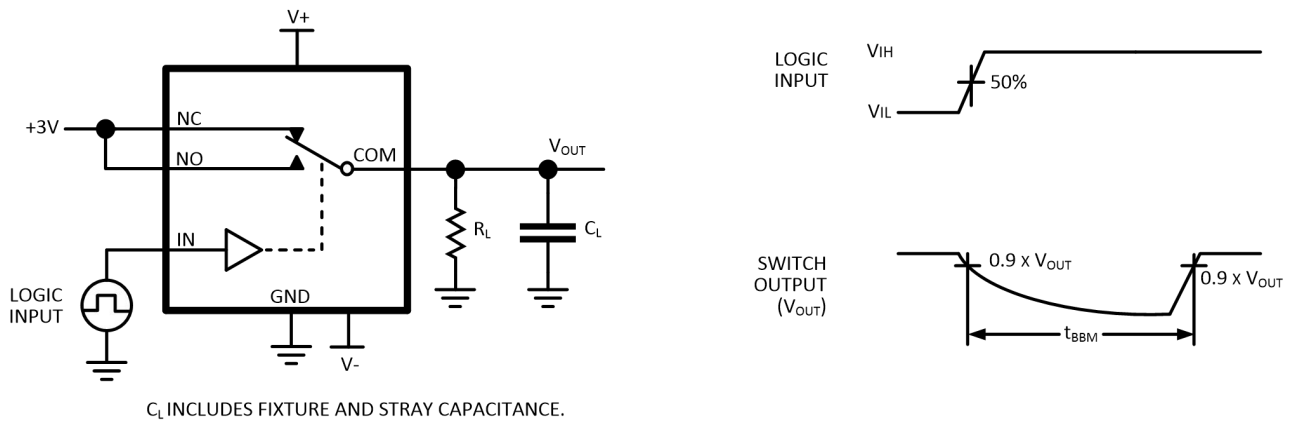 V+
+3V
NC
NO
COM
VOUT
IN
RL
CL
GND
LOGIC
INPUT
V-
CL INCLUDES FIXTURE AND STRAY CAPACITANCE.
LOGIC
INPUT
VIH
50%
VIL
SWITCH
OUTPUT
(VOUT)
0.9 x VOUT
0.9 x VOUT
tBBM